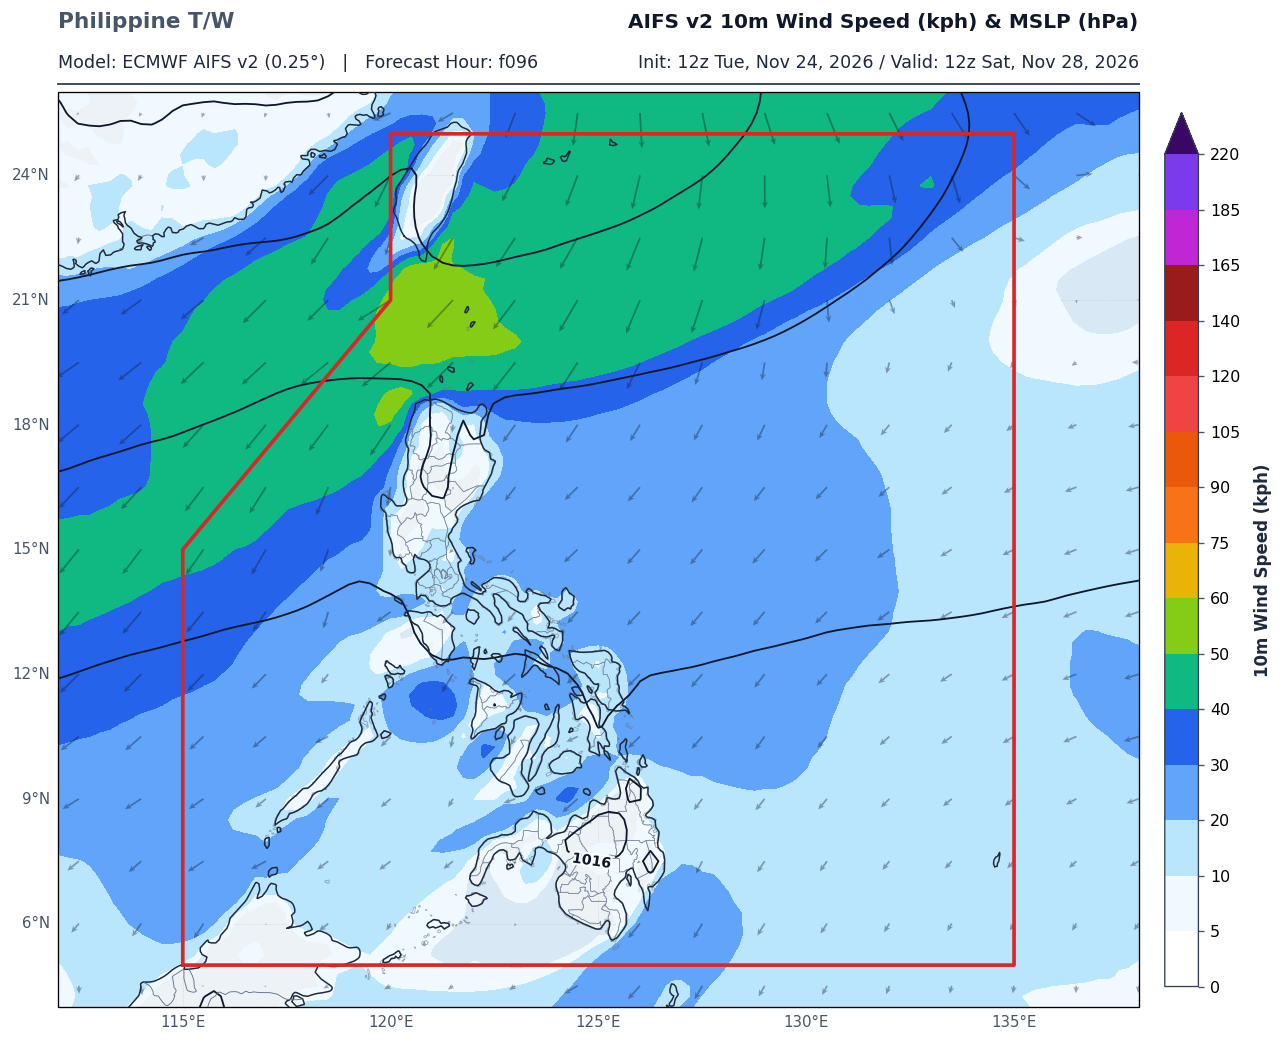 Philippine T/W
AIFS v2 10m Wind Speed (kph) & MSLP (hPa)
Model: ECMWF AIFS v2 (0.25°) | Forecast Hour: f096
Init: 12z Tue, Nov 24, 2026 / Valid: 12z Sat, Nov 28, 2026
24°N
21°N
18°N
15°N
12°N
9°N
6°N
115°E
120°E
125°E
130°E
135°E
1016
220
185
165
140
120
105
90
75
60
50
40
30
20
10
5
0
10m Wind Speed (kph)